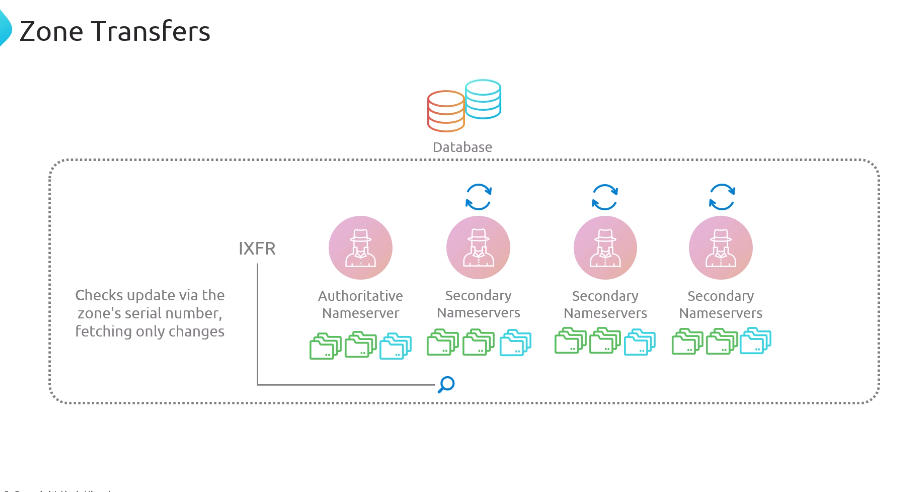 Zone Transfers
Database
IXFR
Checks update via the
zone's serial number,
fetching only changes
Authoritative
Nameserver
Secondary
Nameservers
Secondary
Nameservers
Secondary
Nameservers